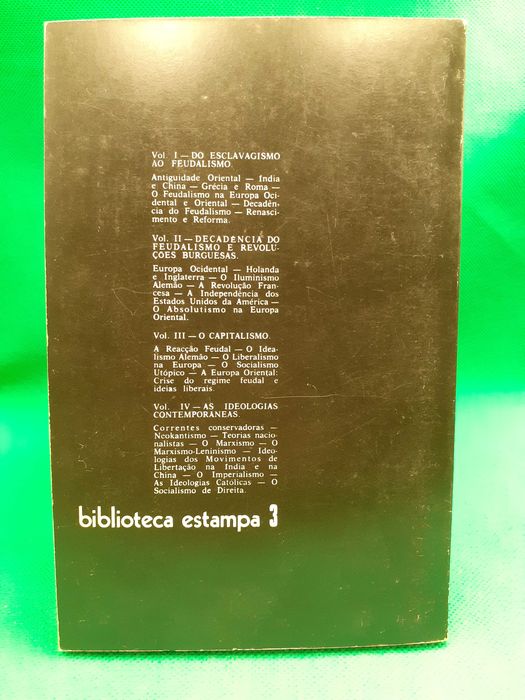 Vol. I — DO ESCLAVAGISMO
AO FEUDALISMO.
Antiguidade Oriental — Índia
e China — Grécia e Roma —
O Feudalismo na Europa Oci-
dental e Oriental — Decadên-
cia do Feudalismo — Renasci-
mento e Reforma.
Vol. II — DECADÊNCIA DO
FEUDALISMO E REVOLU-
ÇÕES BURGUESAS.
Europa Ocidental — Holanda
e Inglaterra — O Iluminismo
Alemão — A Revolução Fran-
cesa — A Independência dos
Estados Unidos da América —
O Absolutismo na Europa
Oriental.
Vol. III — O CAPITALISMO.
A Reacção Feudal — O Idea-
lismo Alemão — O Liberalismo
na Europa — O Socialismo
Utópico — A Europa Oriental:
Crise do regime feudal e
ideias liberais.
Vol. IV — AS IDEOLOGIAS
CONTEMPORÂNEAS.
Correntes conservadoras —
Neokantismo — Teorias nacio-
nalistas — O Marxismo — O
Marxismo-Leninismo — Ideo-
logias dos Movimentos de
Libertação na Índia e na
China — O Imperialismo —
As Ideologias Católicas — O
Socialismo de Direita.
biblioteca estampa 3